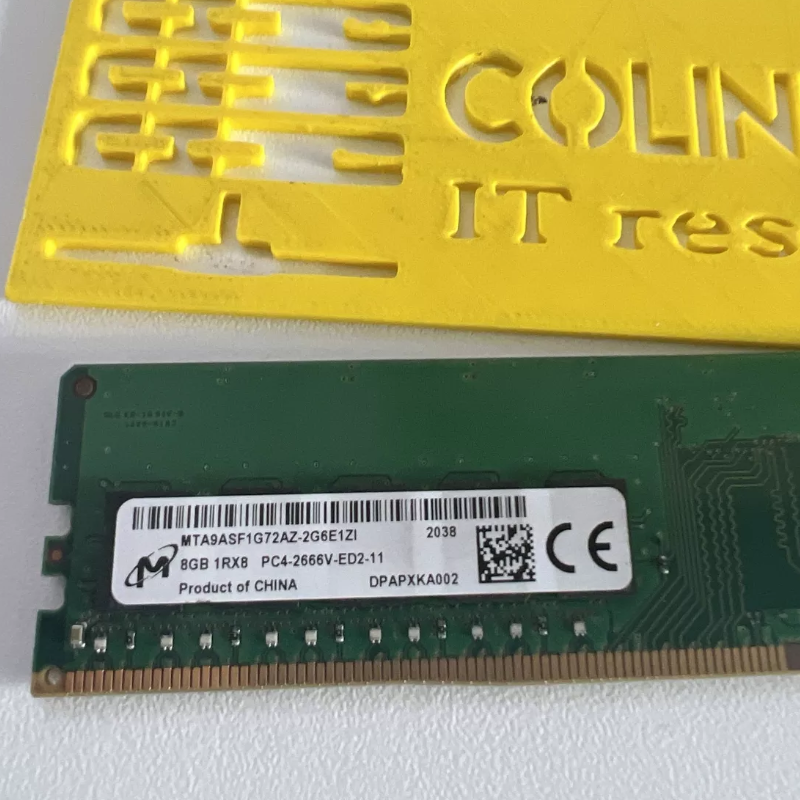 COLIN
IT res
MTA9ASF1G72AZ-2G6E1ZI 2038
8GB 1RX8 PC4-2666V-ED2-11
Product of CHINA DPAPXKA002
CE